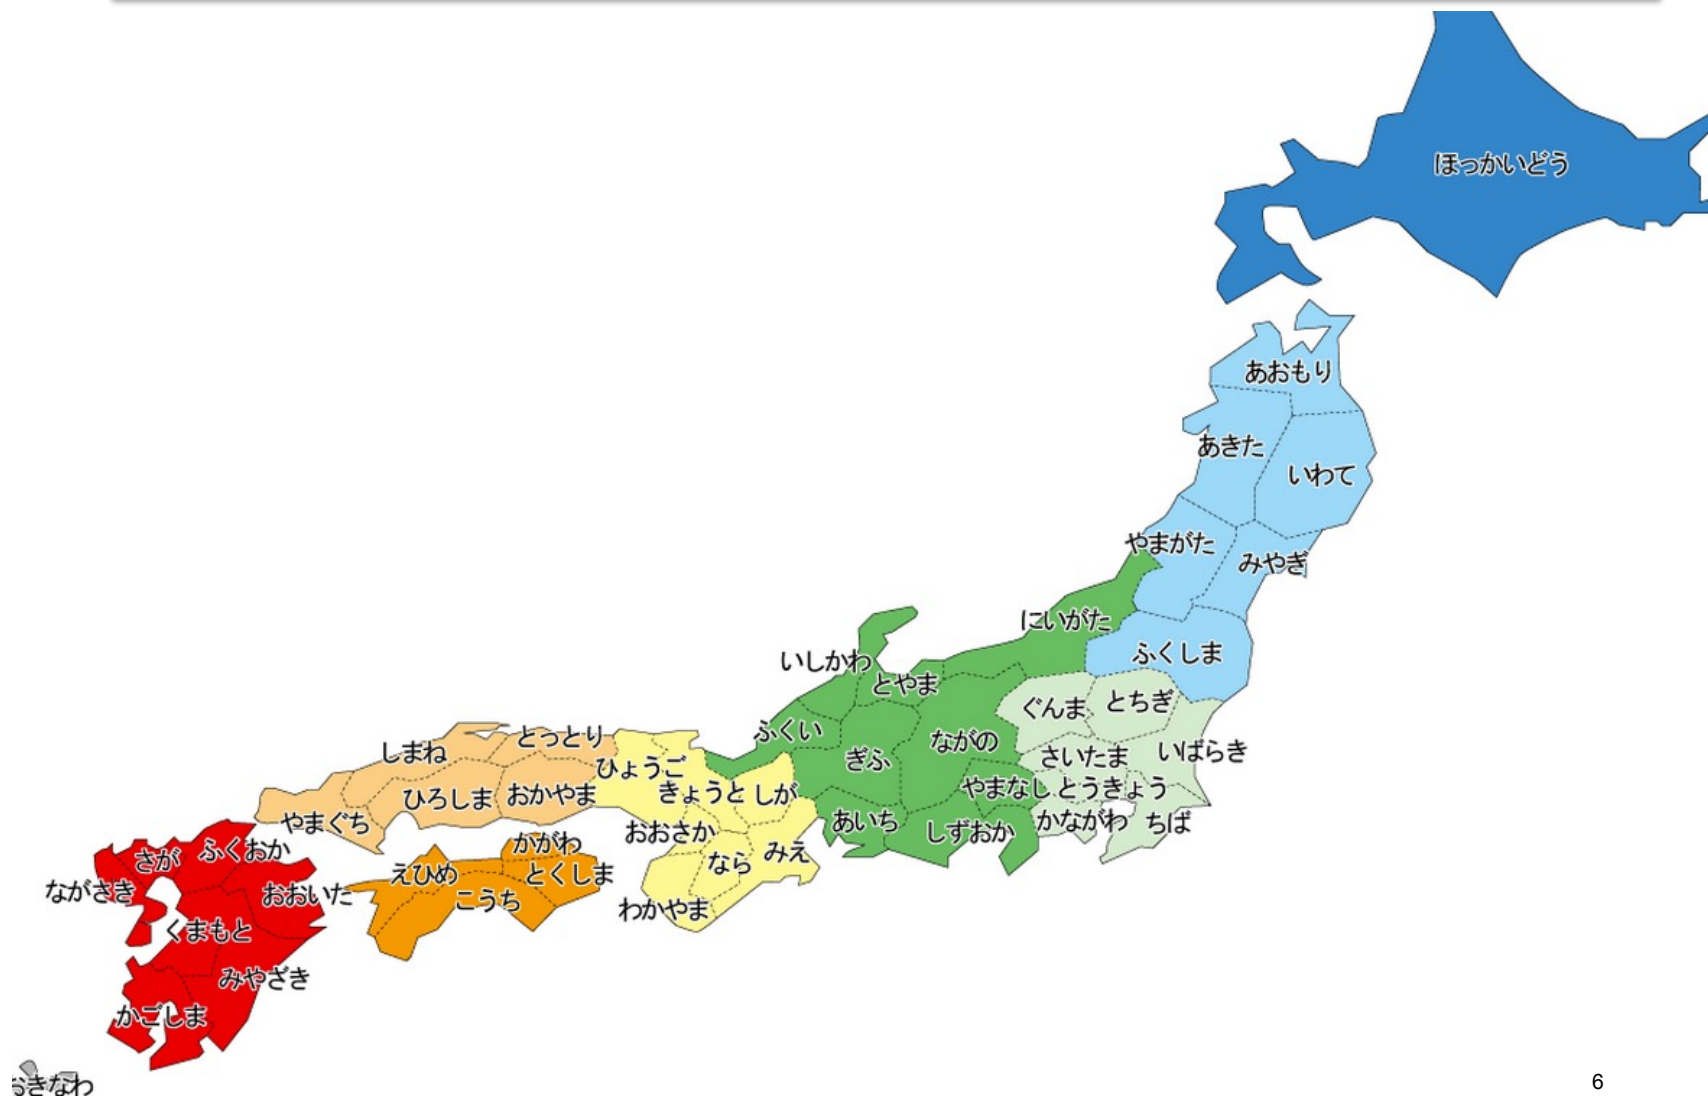 ほっかいどう
あおもり
あきた
いわて
やまがた
みやぎ
にいがた
ふくしま
いしかわ
とやま
ぐんま
とちぎ
ふくい
ぎふ
ながの
さいたま
いばらき
やまなし
とうきょう
あいち
しずおか
かながわ
ちば
しまね
とっとり
ひょうご
きょうと
しが
ひろしま
おかやま
やまぐち
おおさか
なら
みえ
わかやま
かがわ
えひめ
とくしま
こうち
さが
ふくおか
ながさき
おおいた
くまもと
みやざき
かごしま
おきなわ
6